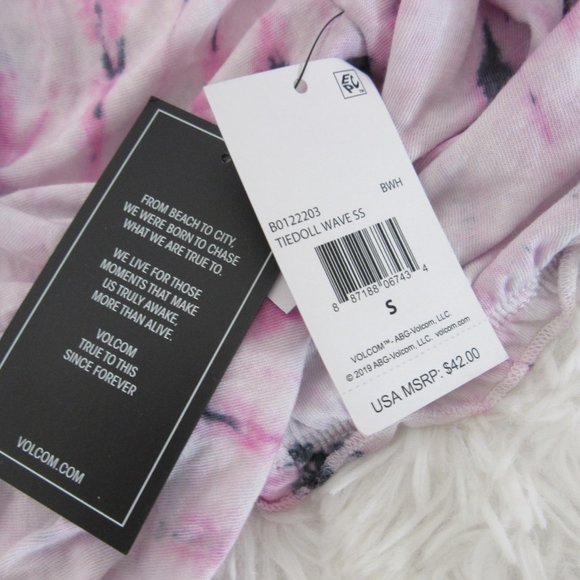 FROM BEACH TO CITY.
WE WERE BORN TO CHASE
WHAT WE ARE TRUE TO.
WE LIVE FOR THOSE
MOMENTS THAT MAKE
US TRULY AWAKE.
MORE THAN ALIVE.
VOLCOM
TRUE TO THIS
SINCE FOREVER
VOLCOM.COM
EC
PC™
BWH
B0122203
TIEDOLL WAVE SS
8 87188 06743 4
S
VOLCOM™- ABG-Volcom, LLC.
© 2019 ABG-Volcom, LLC. volcom.com
USA MSRP: $42.00